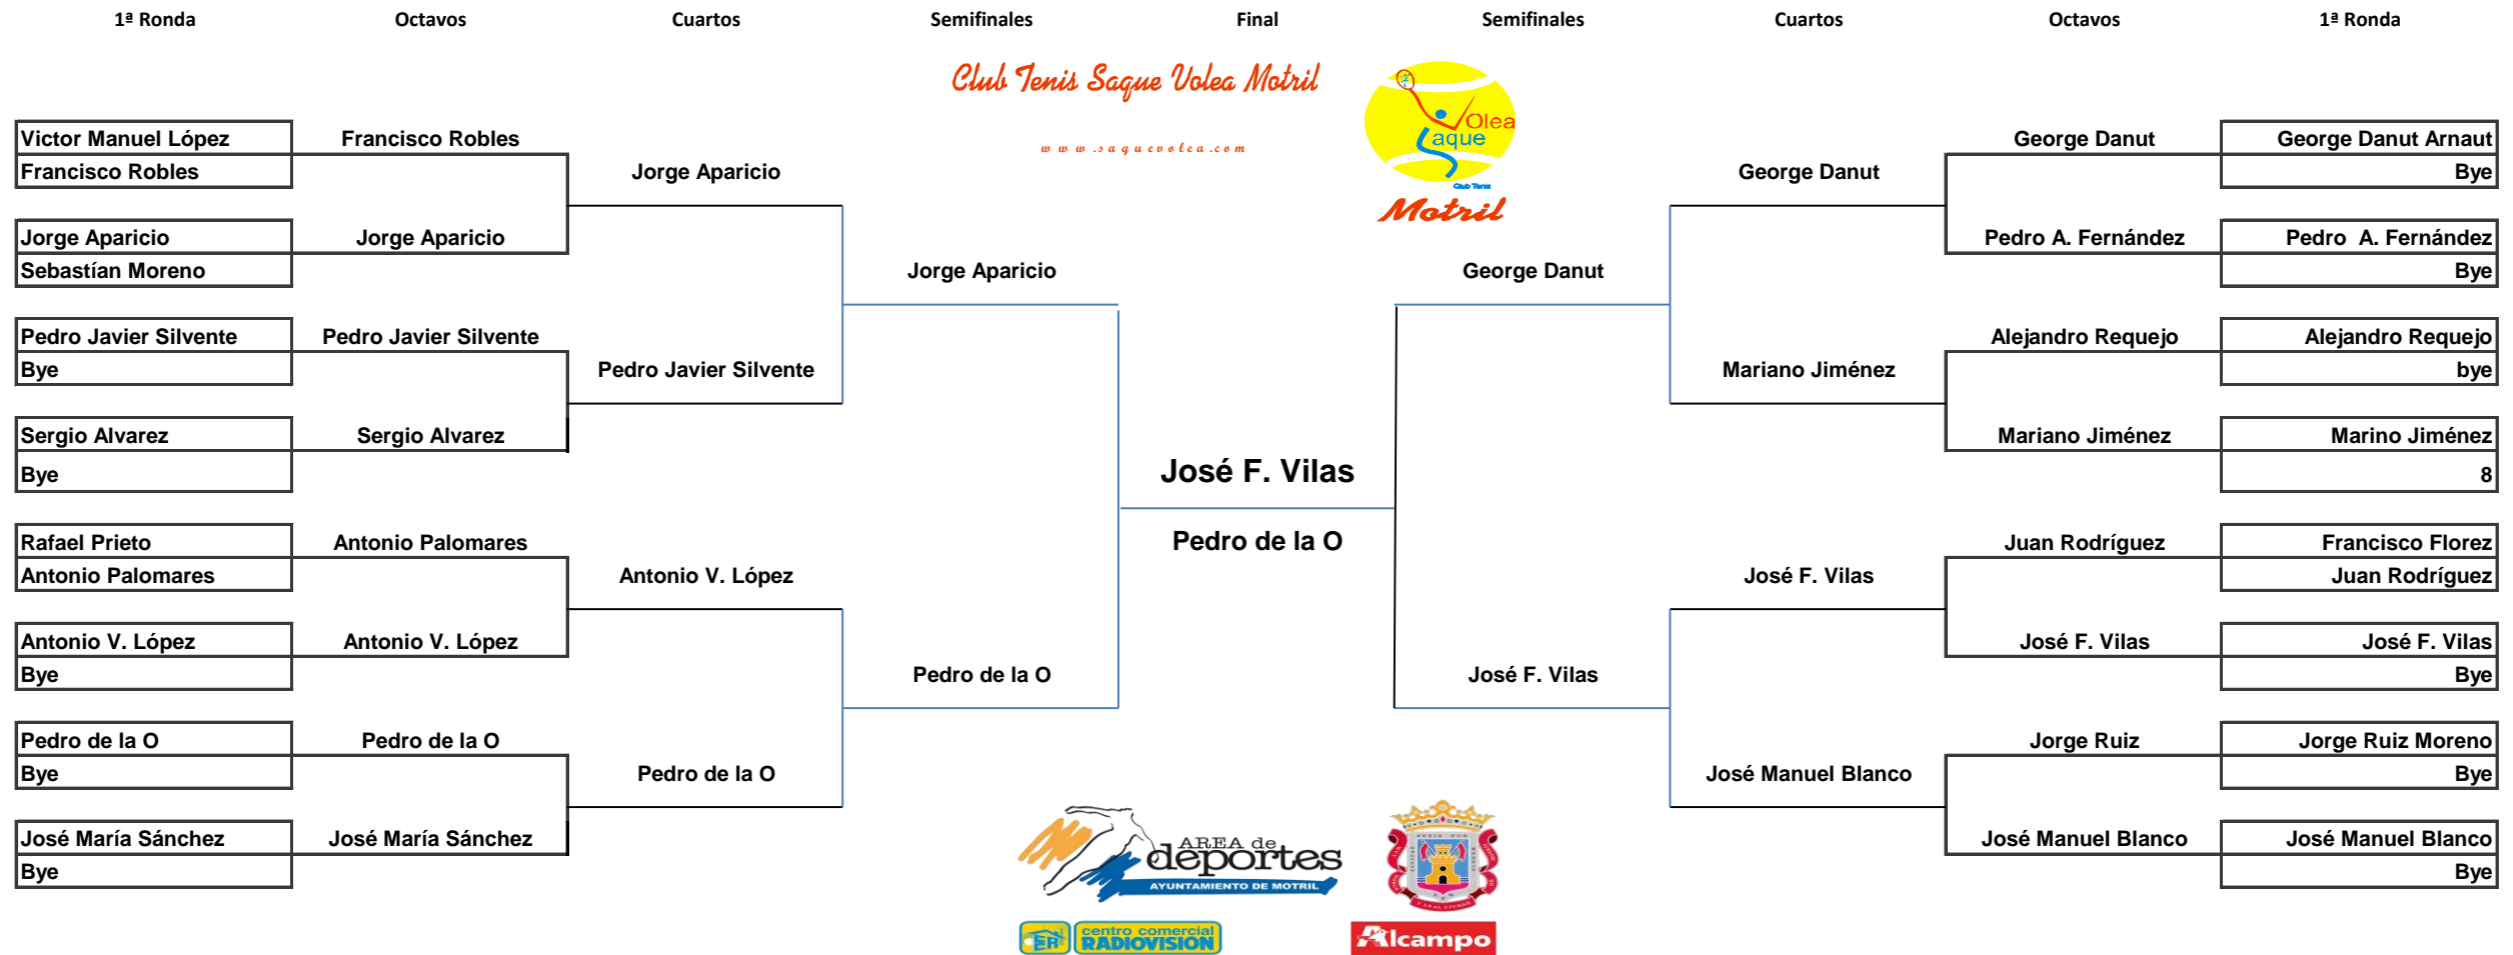 1ª Ronda Octavos Cuartos Semifinales Final Semifinales Cuartos Octavos 1ª Ronda
Club Tenis Saque Volea Motril
www.saquevolea.com
Olea
Saque
Club Tenis
Motril
Victor Manuel López Francisco Robles George Danut George Danut Arnaut
Francisco Robles Jorge Aparicio George Danut Bye
Jorge Aparicio Jorge Aparicio Pedro A. Fernández Pedro A. Fernández
Sebastían Moreno Jorge Aparicio George Danut Bye
Pedro Javier Silvente Pedro Javier Silvente Alejandro Requejo Alejandro Requejo
Bye Pedro Javier Silvente Mariano Jiménez bye
Sergio Alvarez Sergio Alvarez Mariano Jiménez Marino Jiménez
Bye José F. Vilas 8
Rafael Prieto Antonio Palomares Pedro de la O Juan Rodríguez Francisco Florez
Antonio Palomares Antonio V. López José F. Vilas Juan Rodríguez
Antonio V. López Antonio V. López José F. Vilas José F. Vilas
Bye Pedro de la O José F. Vilas Bye
Pedro de la O Pedro de la O Jorge Ruiz Jorge Ruiz Moreno
Bye Pedro de la O José Manuel Blanco Bye
José María Sánchez José María Sánchez José Manuel Blanco José Manuel Blanco
Bye Bye
AREA de
deportes
AYUNTAMIENTO DE MOTRIL
ER centro comercial
RADIOVISIÓN
Alcampo